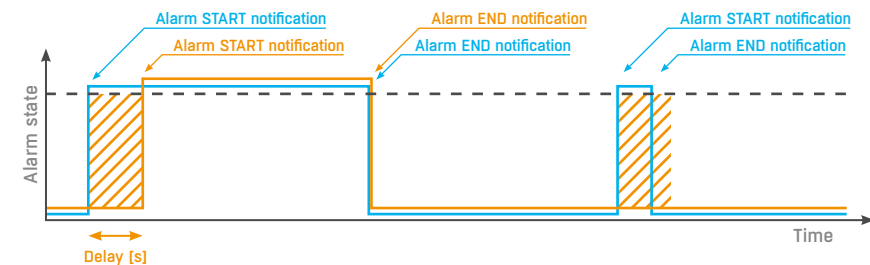 Alarm START notification
Alarm END notification
Alarm START notification
Alarm START notification
Alarm END notification
Alarm END notification
Alarm state
Time
Delay [s]